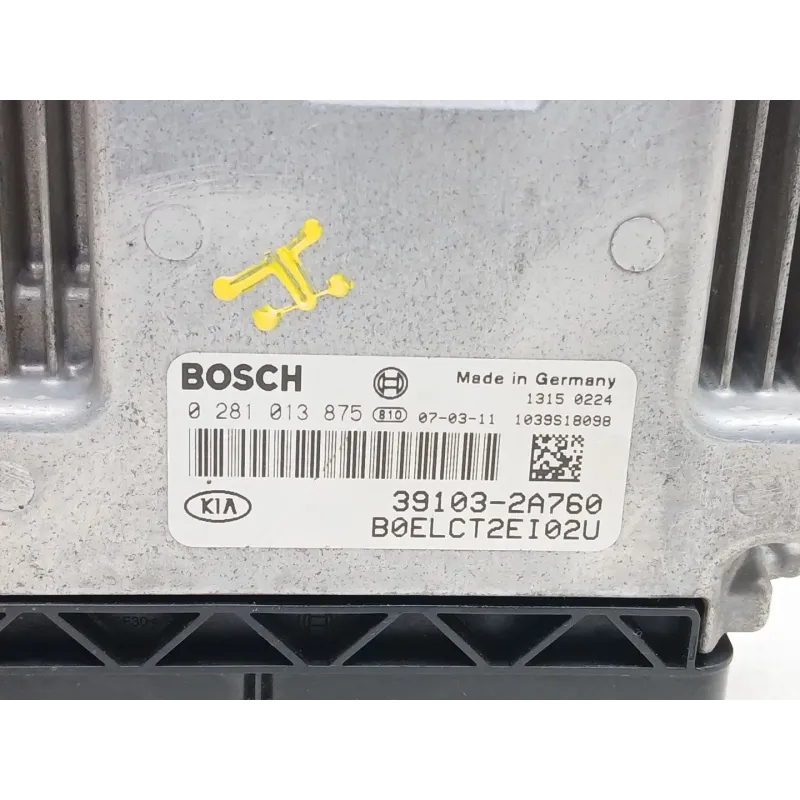 BOSCH
Made in Germany
1315 0224
0 281 013 875 810 07-03-11 1039S18098
KIA
39103-2A760
B0ELCT2EI02U